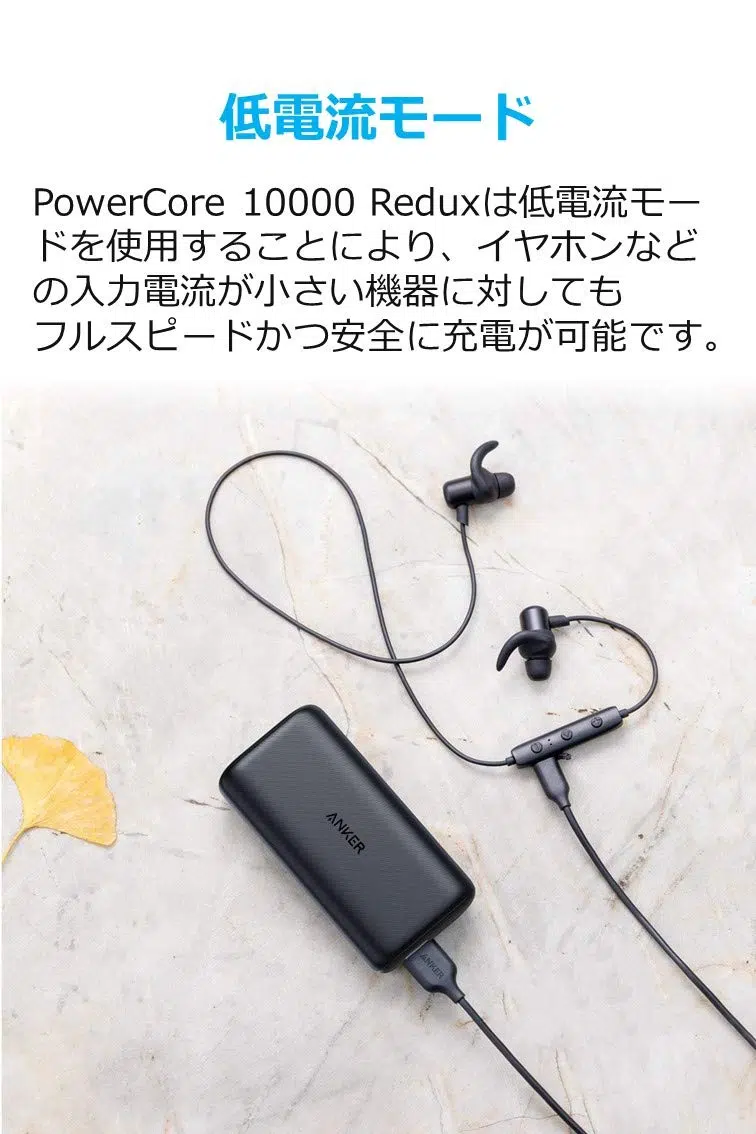 低電流モード
PowerCore 10000 Reduxは低電流モー
ドを使用することにより、イヤホンなど
の入力電流が小さい機器に対しても
フルスピードかつ安全に充電が可能です。
ANKER
ANKER